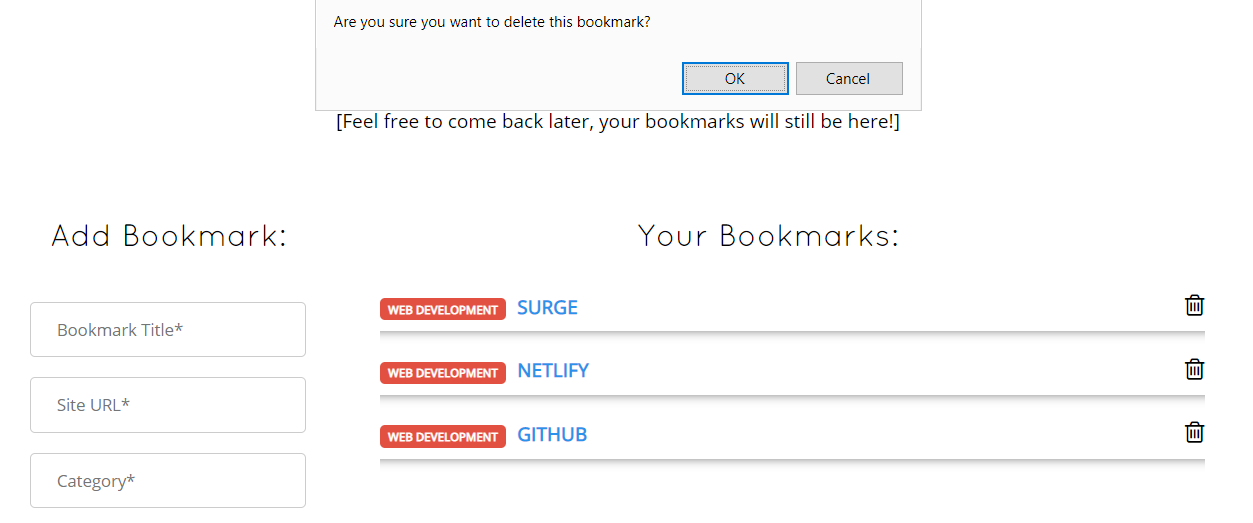 Are you sure you want to delete this bookmark?
OK Cancel
[Feel free to come back later, your bookmarks will still be here!]
Add Bookmark:
Bookmark Title*
Site URL*
Category*
Your Bookmarks:
WEB DEVELOPMENT SURGE
WEB DEVELOPMENT NETLIFY
WEB DEVELOPMENT GITHUB